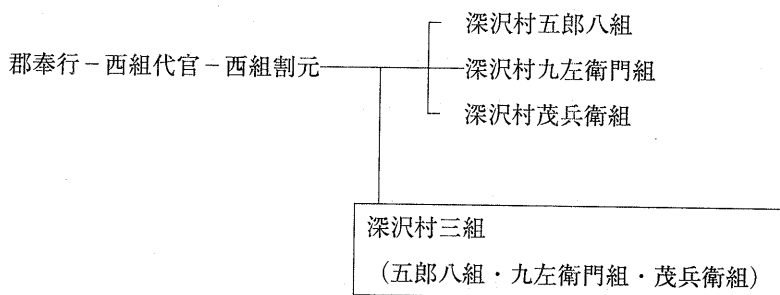 深沢村五郎八組
郡奉行－西組代官－西組割元
深沢村九左衛門組
深沢村茂兵衛組
深沢村三組
（五郎八組・九左衛門組・茂兵衛組）